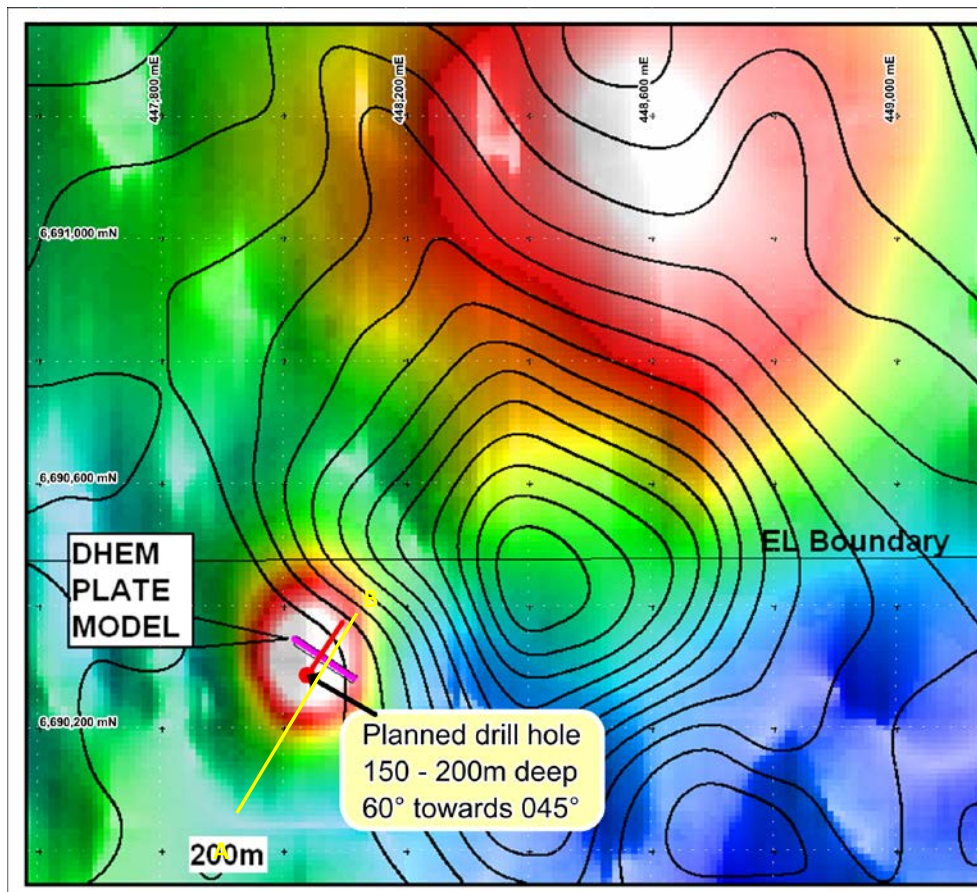 447,800 mE
448,200 mE
448,600 mE
449,000 mE
6,691,000 mN
6,690,600 mN
EL Boundary
DHEM
PLATE
MODEL
B
6,690,200 mN
Planned drill hole
150 - 200m deep
60° towards 045°
A
200m